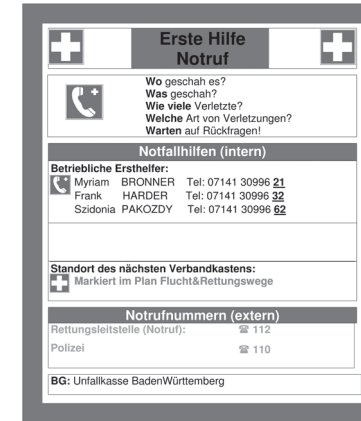 Erste Hilfe
Notruf
Wo geschah es?
Was geschah?
Wie viele Verletzte?
Welche Art von Verletzungen?
Warten auf Rückfragen!
Notfallhilfen (intern)
Betriebliche Ersthelfer:
Myriam BRONNER Tel: 07141 30996 21
Frank HARDER Tel: 07141 30996 32
Szidonia PAKOZDY Tel: 07141 30996 62
Standort des nächsten Verbandkastens:
Markiert im Plan Flucht&Rettungswege
Notrufnummern (extern)
Rettungsleitstelle (Notruf): ☎ 112
Polizei ☎ 110
BG: Unfallkasse BadenWürttemberg